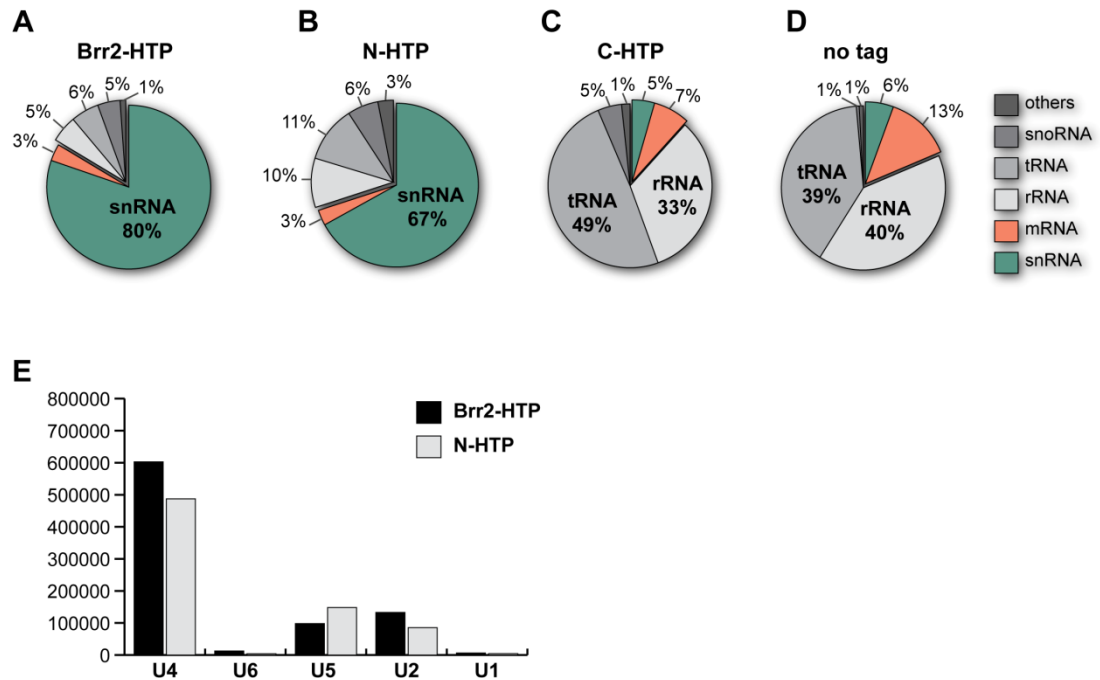 A
B
C
D
Brr2-HTP
N-HTP
C-HTP
no tag
5%
1%
6%
5%
3%
snRNA
80%
3%
6%
11%
10%
3%
snRNA
67%
5%
1%
5%
7%
tRNA
49%
rRNA
33%
1%
1%
6%
13%
tRNA
39%
rRNA
40%
others
snoRNA
tRNA
rRNA
mRNA
snRNA
E
800000
700000
600000
500000
400000
300000
200000
100000
0
Brr2-HTP
N-HTP
U4 U6 U5 U2 U1